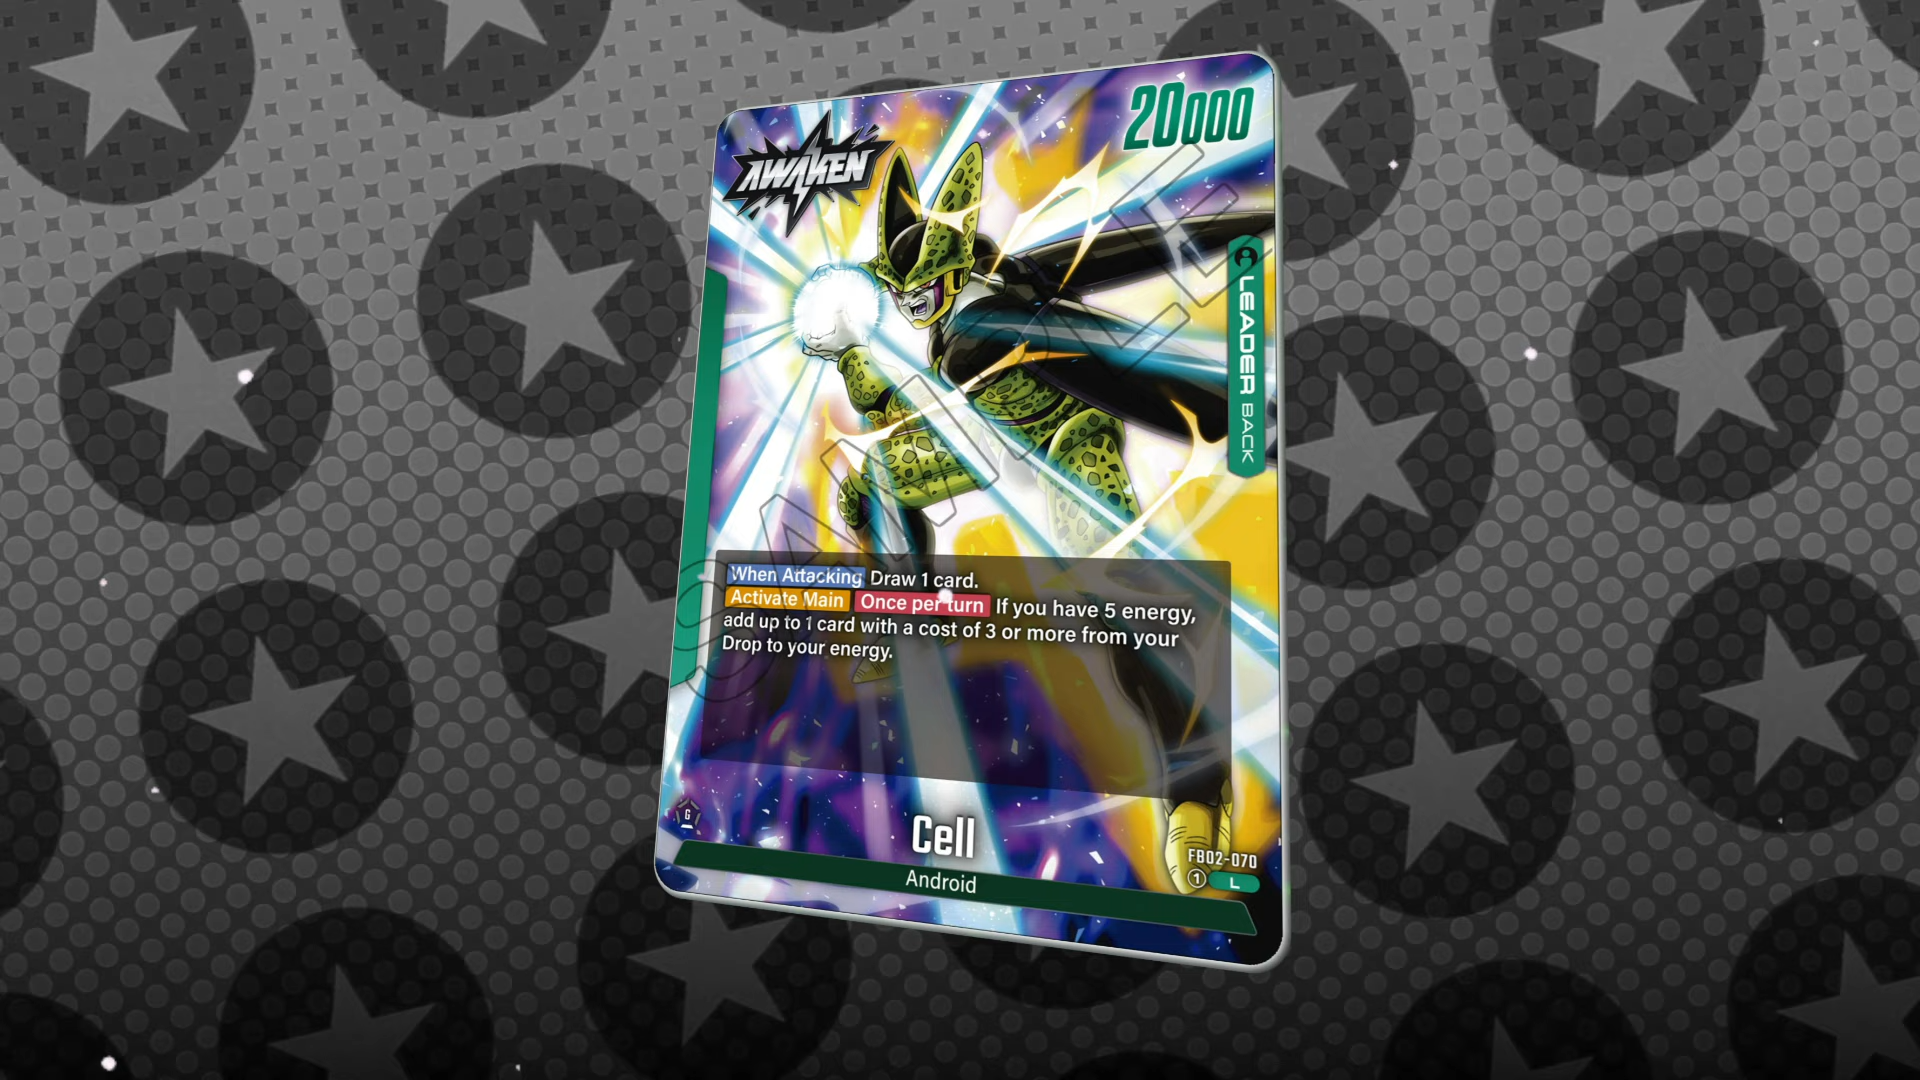 AWAKEN
20000
LEADER BACK
SAMPLE
When Attacking Draw 1 card.
Activate Main Once per turn If you have 5 energy,
add up to 1 card with a cost of 3 or more from your
Drop to your energy.
G
Cell
FB02-070
Android
1 L